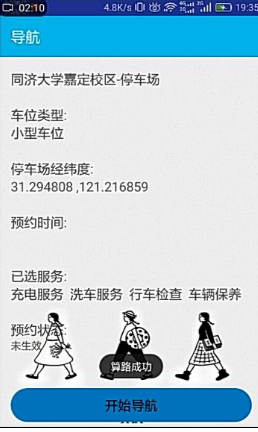 02:10
4.8K/s
19:35
导航
同济大学嘉定校区-停车场
车位类型:
小型车位
停车场经纬度:
31.294808 ,121.216859
预约时间:
已选服务:
充电服务 洗车服务 行车检查 车辆保养
预约状态:
未生效
算路成功
开始导航